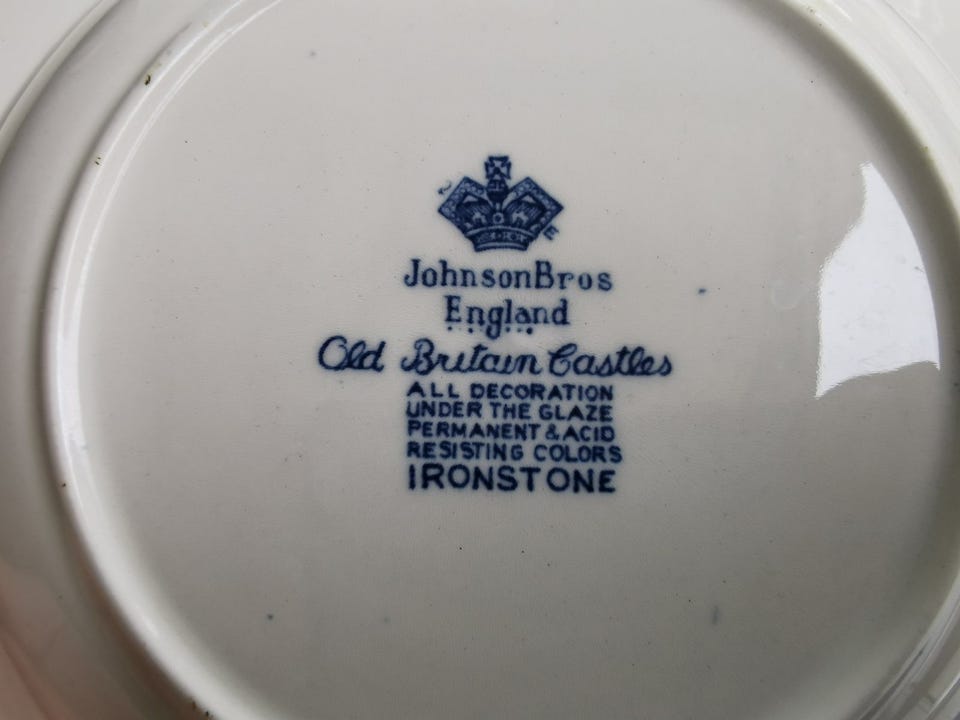 JohnsonBros
England
Old Britain Castles
ALL DECORATION
UNDER THE GLAZE
PERMANENT & ACID
RESISTING COLORS
IRONSTONE